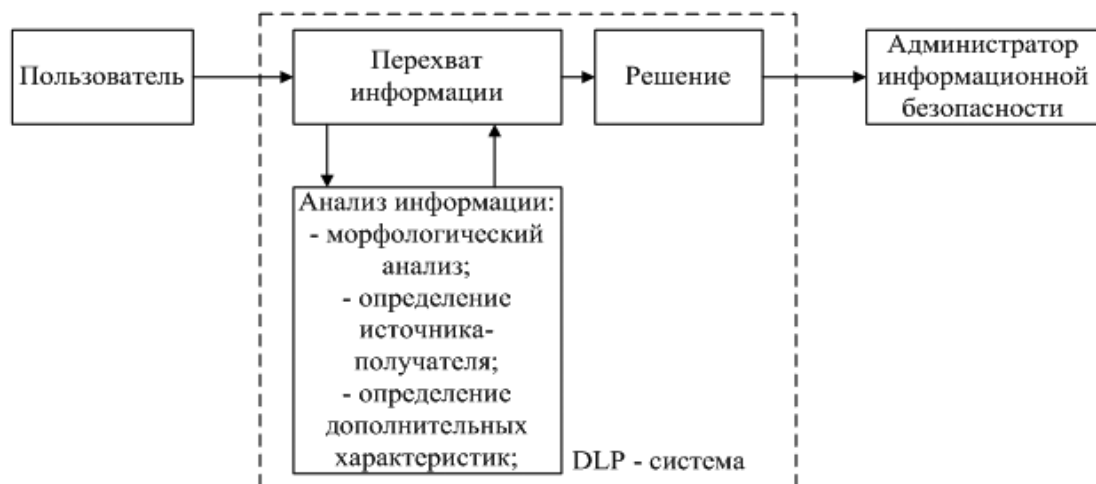 Пользователь
Перехват
информации
Решение
Администратор
информационной
безопасности
Анализ информации:
- морфологический
анализ;
- определение
источника-
получателя;
- определение
дополнительных
характеристик;
DLP - система